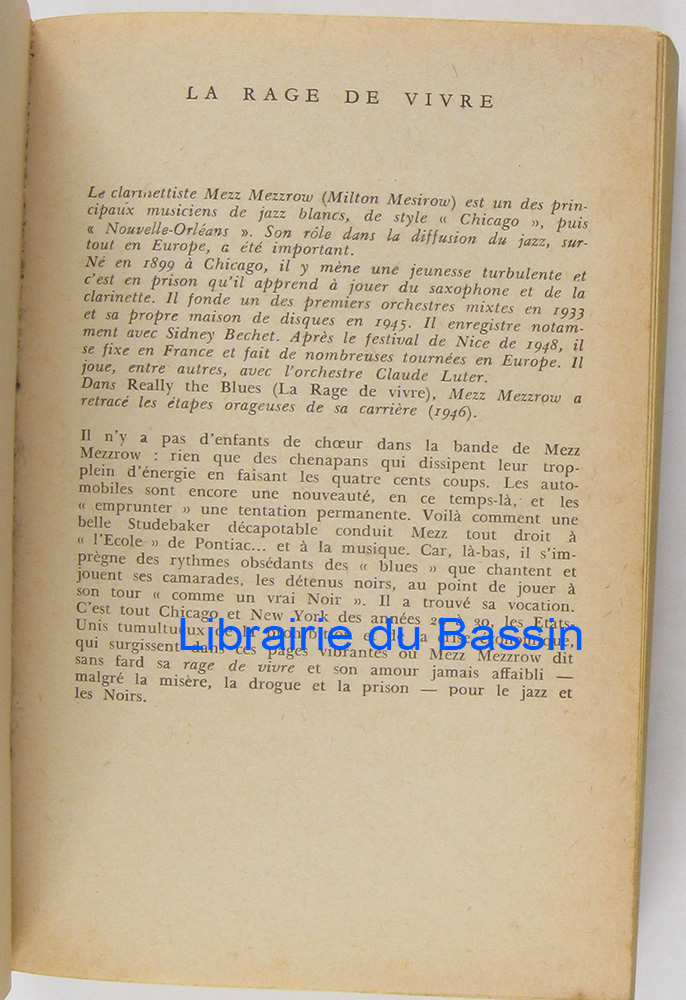 LA RAGE DE VIVRE
Le clarinettiste Mezz Mezzrow (Milton Mesirow) est un des prin-
cipaux musiciens de jazz blancs, de style « Chicago », puis
« Nouvelle-Orléans ». Son rôle dans la diffusion du jazz, sur-
tout en Europe, a été important.
Né en 1899 à Chicago, il y mène une jeunesse turbulente et
c'est en prison qu'il apprend à jouer du saxophone et de la
clarinette. Il fonde un des premiers orchestres mixtes en 1933
et sa propre maison de disques en 1945. Il enregistre notam-
ment avec Sidney Bechet. Après le festival de Nice de 1948, il
se fixe en France et fait de nombreuses tournées en Europe. Il
joue, entre autres, avec l'orchestre Claude Luter.
Dans Really the Blues (La Rage de vivre), Mezz Mezzrow a
retracé les étapes orageuses de sa carrière (1946).
Il n'y a pas d'enfants de chœur dans la bande de Mezz
Mezzrow : rien que des chenapans qui dissipent leur trop-
plein d'énergie en faisant les quatre cents coups. Les auto-
mobiles sont encore une nouveauté, en ce temps-là, et les
« emprunter » une tentation permanente. Voilà comment une
belle Studebaker décapotable conduit Mezz tout droit à
« l'Ecole » de Pontiac... et à la musique. Car, là-bas, il s'im-
prègne des rythmes obsédants des « blues » que chantent et
jouent ses camarades, les détenus noirs, au point de jouer à
son tour « comme un vrai Noir ». Il a trouvé sa vocation.
C'est tout Chicago et New York des années 30, les Etats-
Unis tumultueux
Librairie du Bassin
qui surgissent dans ces pages vibrantes où Mezz Mezzrow dit
sans fard sa rage de vivre et son amour jamais affaibli —
malgré la misère, la drogue et la prison — pour le jazz et
les Noirs.